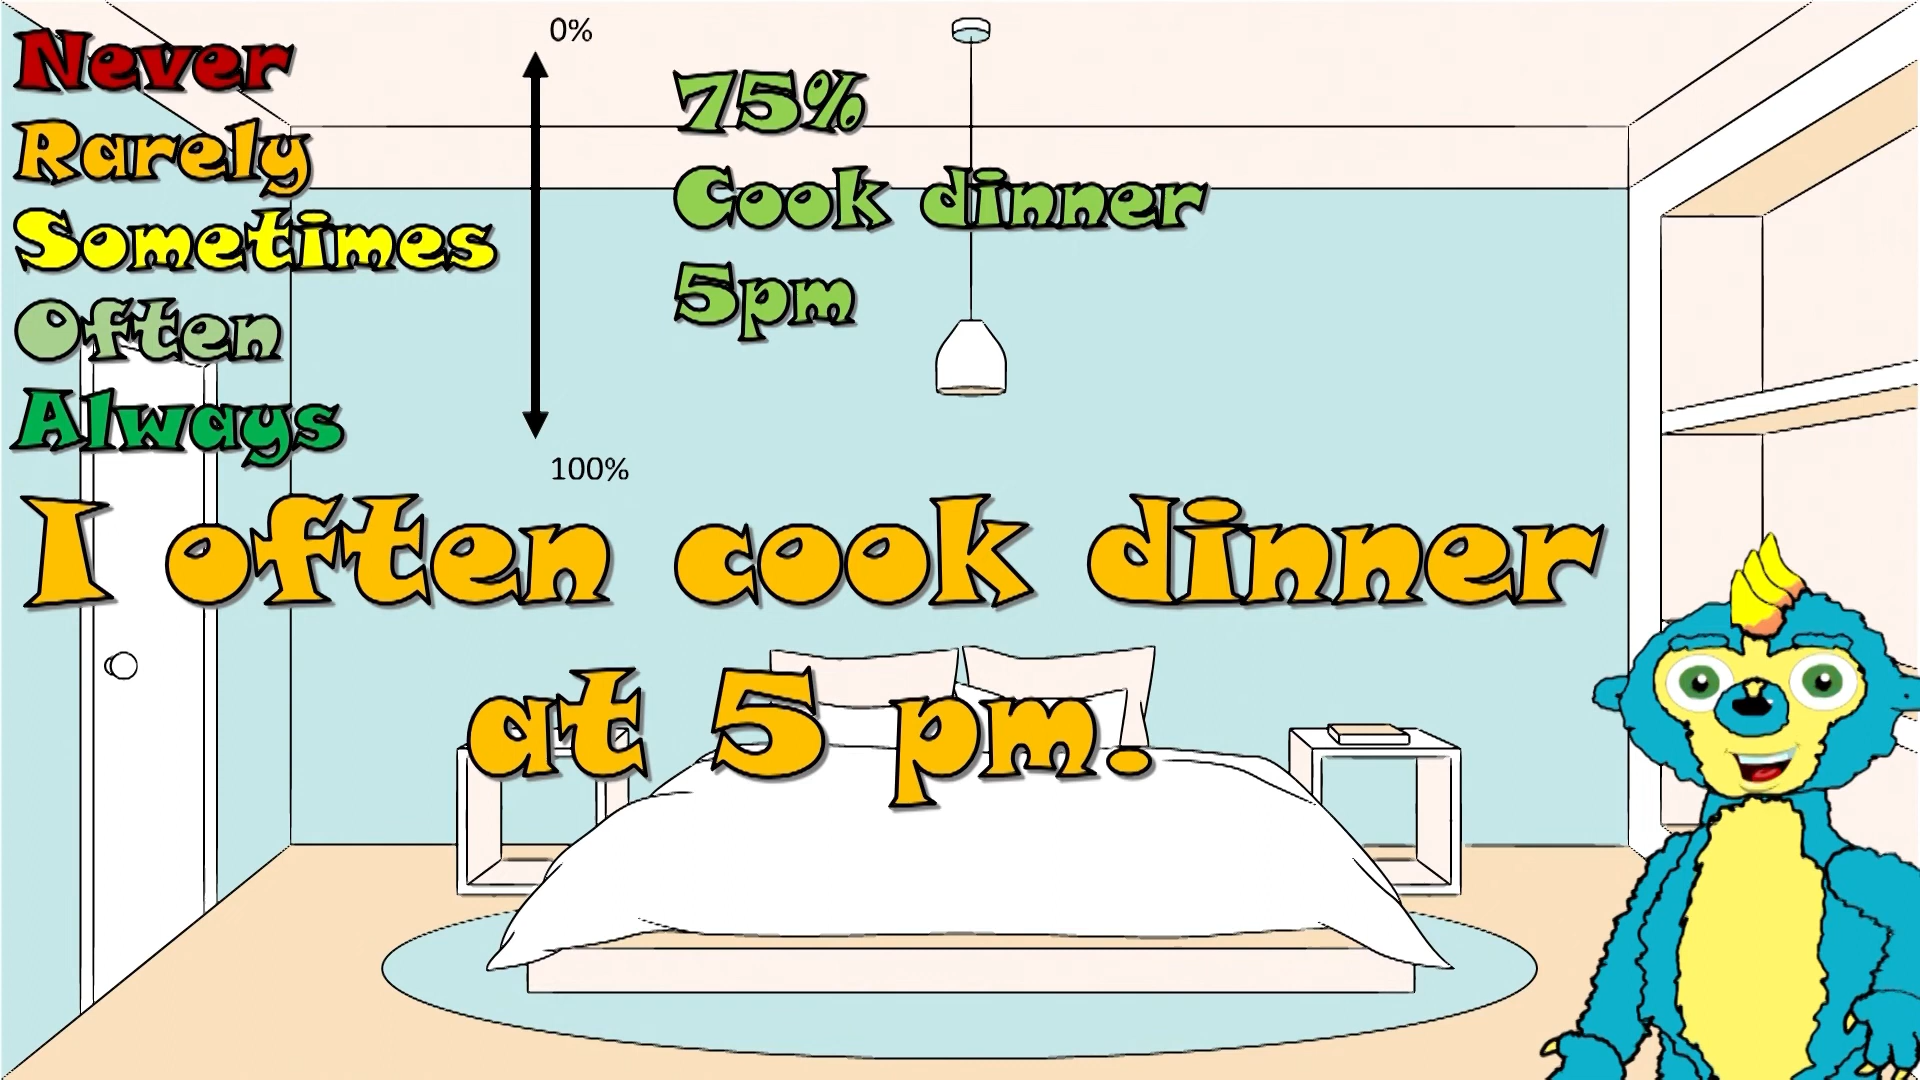 Never
Rarely
Sometimes
Often
Always
0%
100%
75%
Cook dinner
5pm
I often cook dinner
at 5 pm.